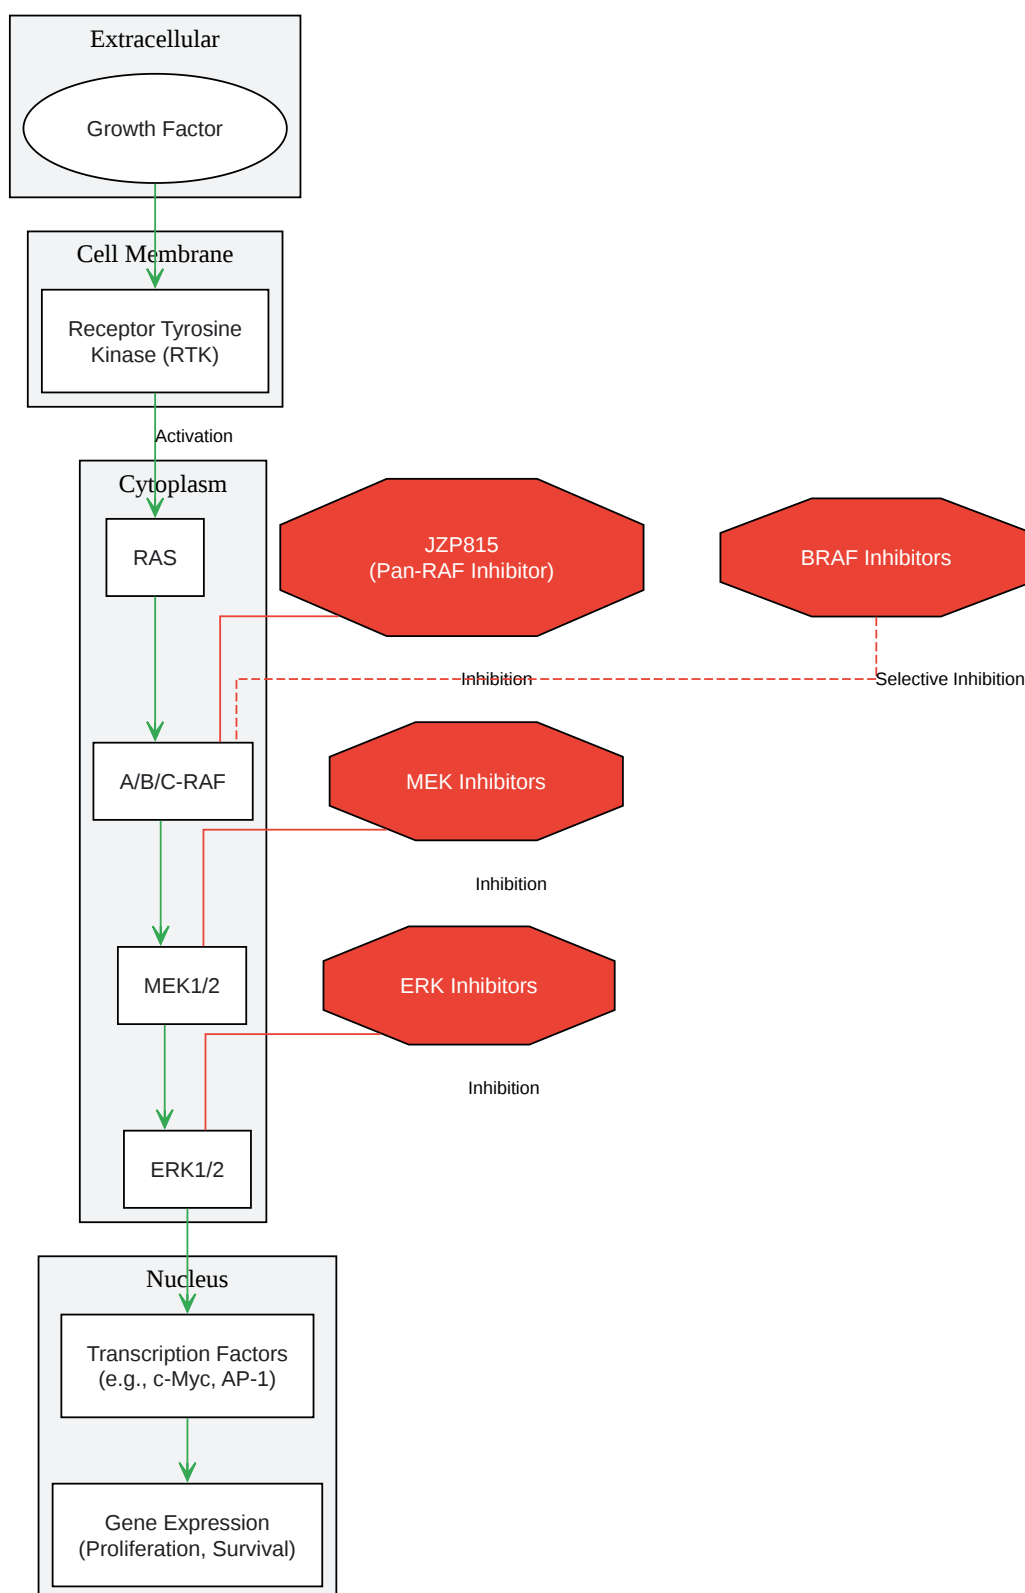 Extracellular
Growth Factor
Cell Membrane
Receptor Tyrosine
Kinase (RTK)
Activation
Cytoplasm
RAS
JZP815
(Pan-RAF Inhibitor)
BRAF Inhibitors
Inhibition
Selective Inhibition
A/B/C-RAF
MEK Inhibitors
Inhibition
MEK1/2
ERK Inhibitors
Inhibition
ERK1/2
Nucleus
Transcription Factors
(e.g., c-Myc, AP-1)
Gene Expression
(Proliferation, Survival)